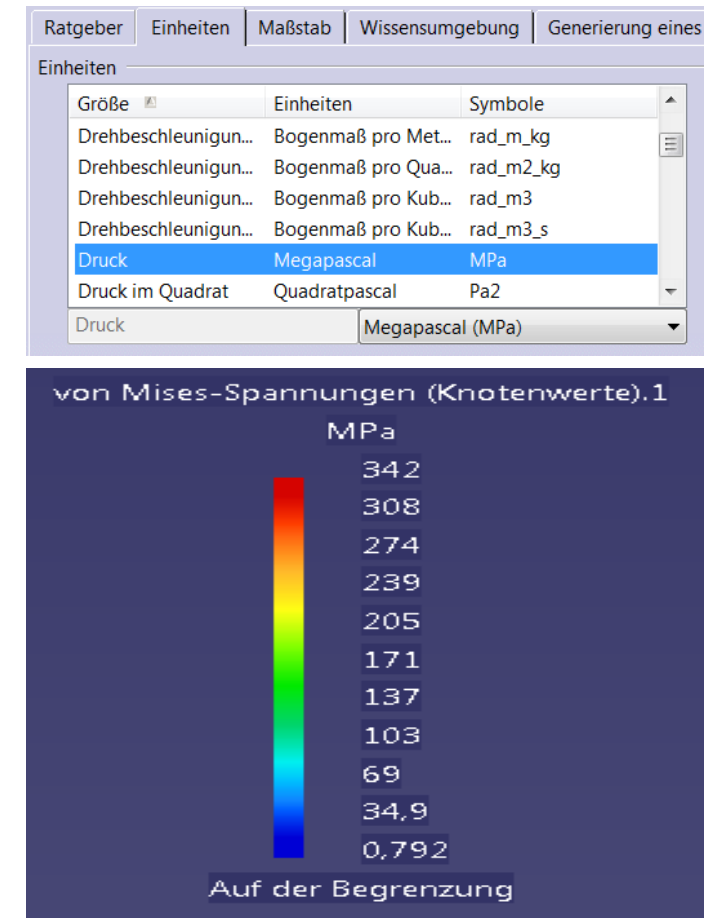 Ratgeber Einheiten Maßstab Wissensumgebung Generierung eines
Einheiten
Größe Einheiten Symbole
Drehbeschleunigun... Bogenmaß pro Met... rad_m_kg
Drehbeschleunigun... Bogenmaß pro Qua... rad_m2_kg
Drehbeschleunigun... Bogenmaß pro Kub... rad_m3
Drehbeschleunigun... Bogenmaß pro Kub... rad_m3_s
Druck Megapascal MPa
Druck im Quadrat Quadratpascal Pa2
Druck Megapascal (MPa)
von Mises-Spannungen (Knotenwerte).1
MPa
342
308
274
239
205
171
137
103
69
34,9
0,792
Auf der Begrenzung